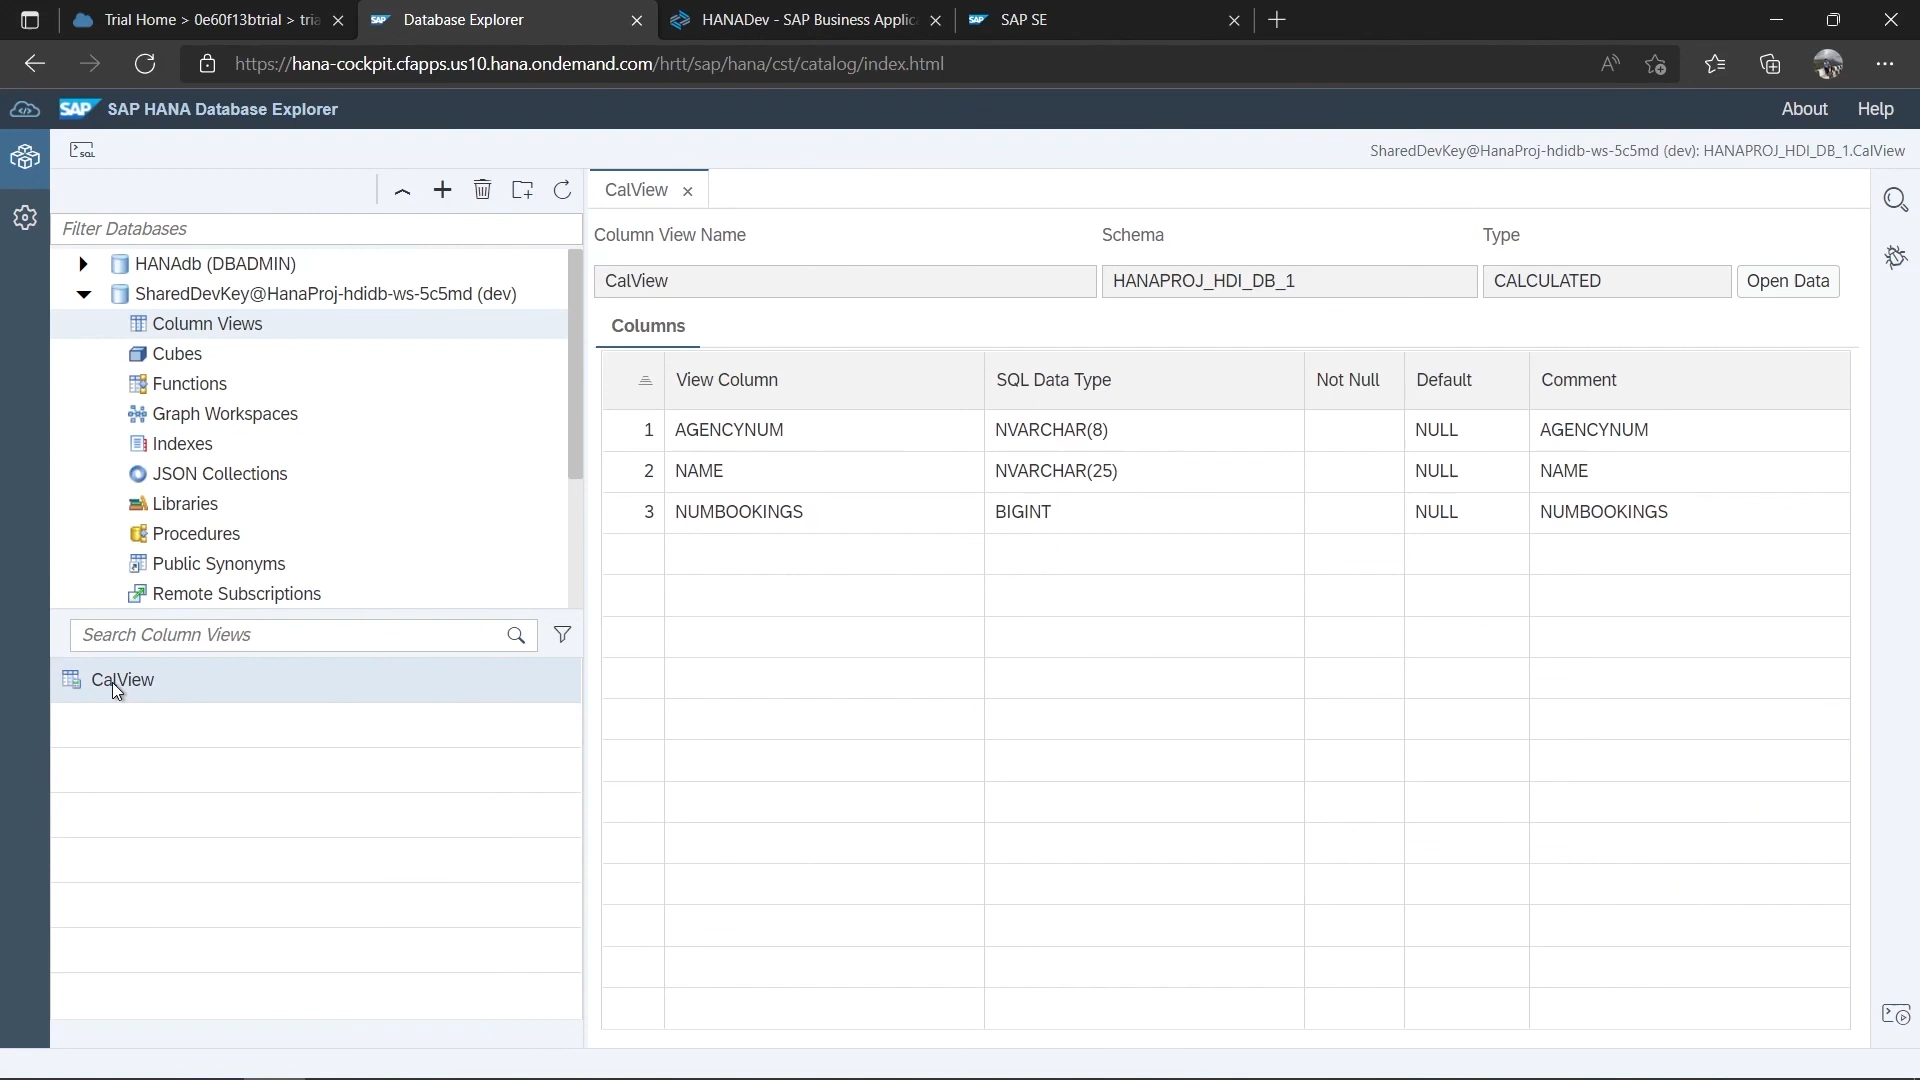 Trial Home > 0e60f13btrial > tria
SAP Database Explorer
HANADev - SAP Business Applic
SAP SAP SE
https://hana-cockpit.cfapps.us10.hana.ondemand.com/hrtt/sap/hana/cst/catalog/index.html
SAP SAP HANA Database Explorer
About Help
SQL
SharedDevKey@HanaProj-hdidb-ws-5c5md (dev): HANAPROJ_HDI_DB_1.CalView
Filter Databases
HANAdb (DBADMIN)
SharedDevKey@HanaProj-hdidb-ws-5c5md (dev)
Column Views
Cubes
Functions
Graph Workspaces
Indexes
JSON Collections
Libraries
Procedures
Public Synonyms
Remote Subscriptions
Search Column Views
CalView
CalView
Column View Name Schema Type
CalView HANAPROJ_HDI_DB_1 CALCULATED Open Data
Columns
View Column SQL Data Type Not Null Default Comment
1 AGENCYNUM NVARCHAR(8) NULL AGENCYNUM
2 NAME NVARCHAR(25) NULL NAME
3 NUMBOOKINGS BIGINT NULL NUMBOOKINGS